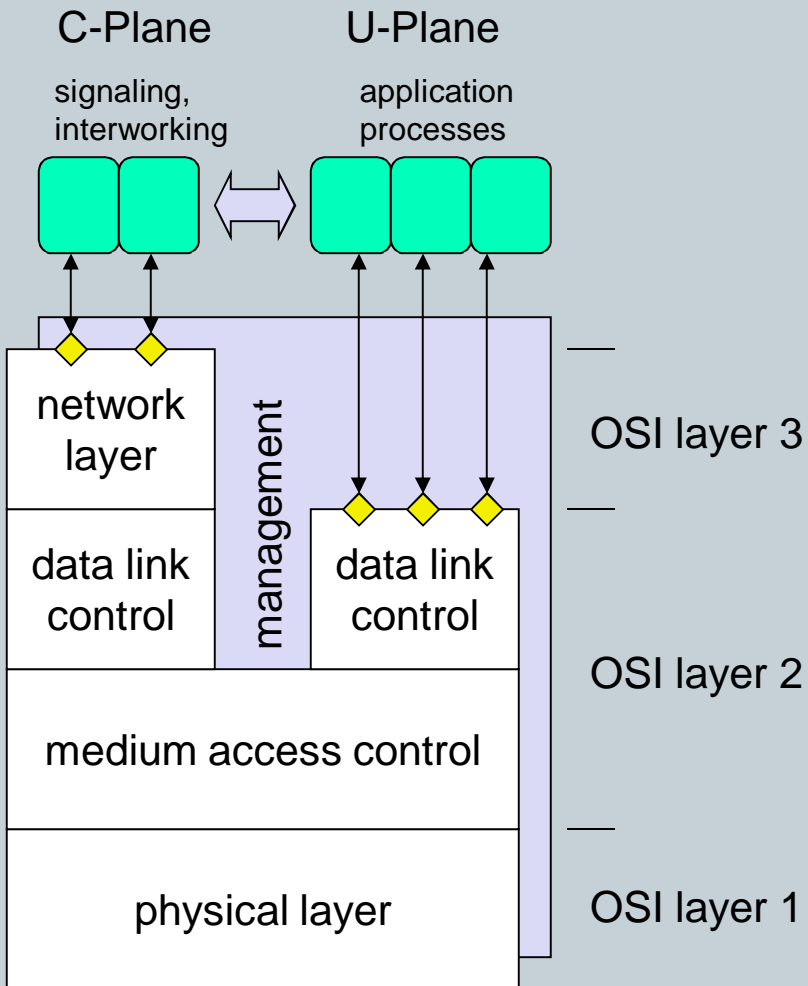 C-Plane
U-Plane
signaling,
interworking
application
processes
network
layer
OSI layer 3
management
data link
control
data link
control
OSI layer 2
medium access control
physical layer
OSI layer 1